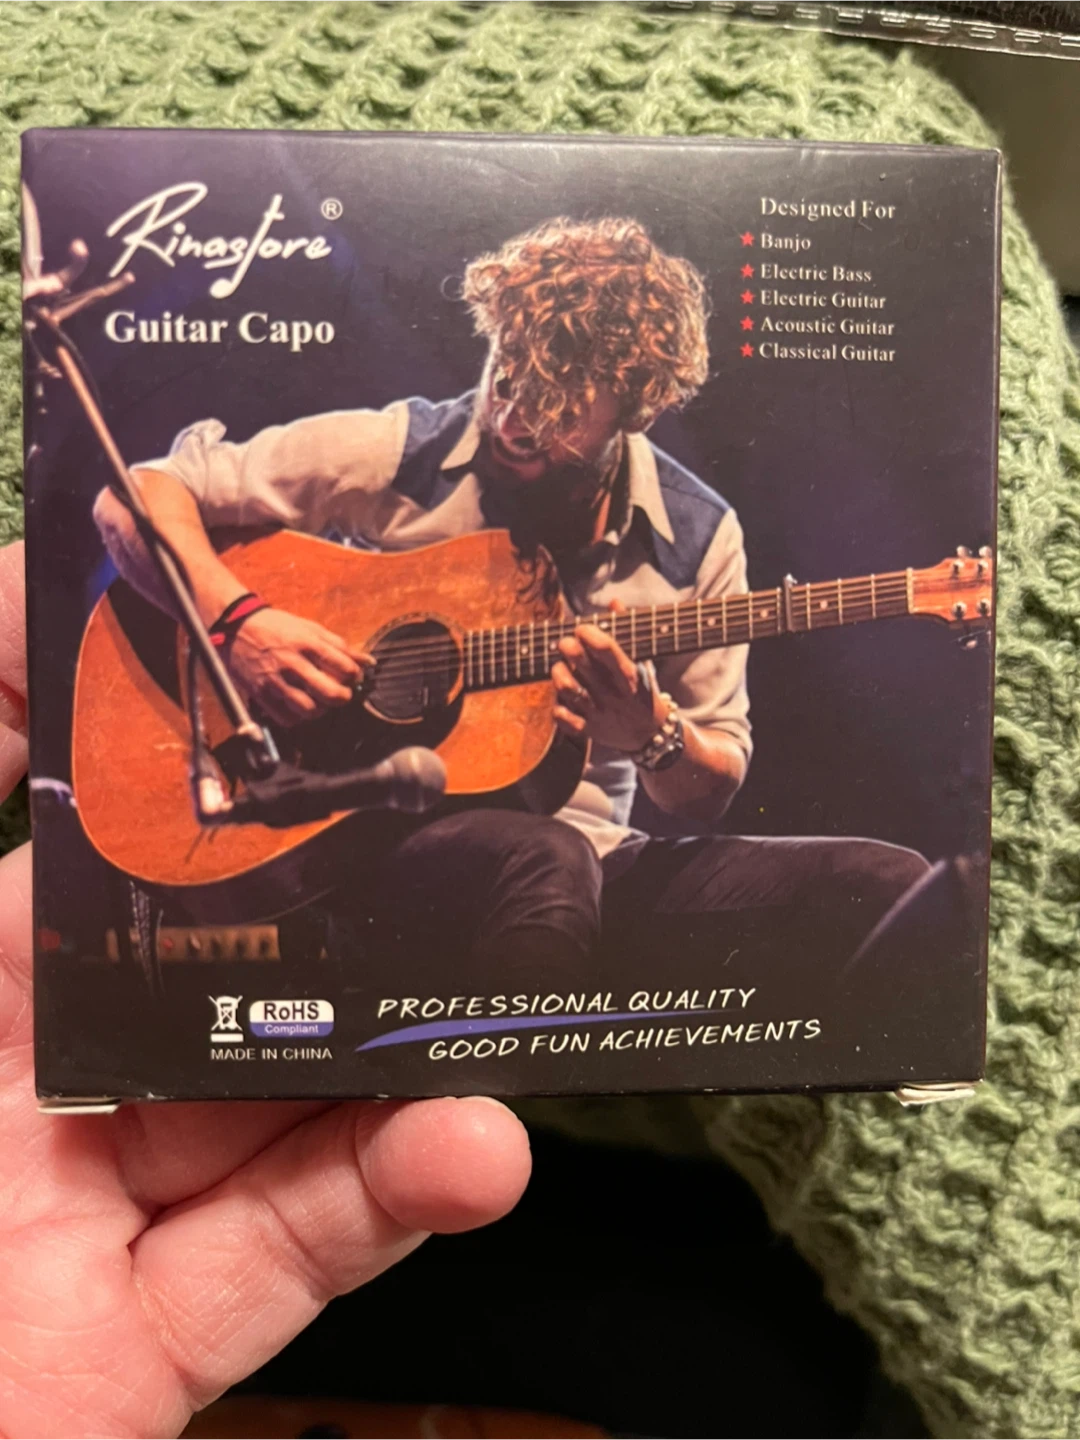 Rinastore®
Guitar Capo
Designed For
★ Banjo
★ Electric Bass
★ Electric Guitar
★ Acoustic Guitar
★ Classical Guitar
RoHS
Compliant
MADE IN CHINA
PROFESSIONAL QUALITY
GOOD FUN ACHIEVEMENTS